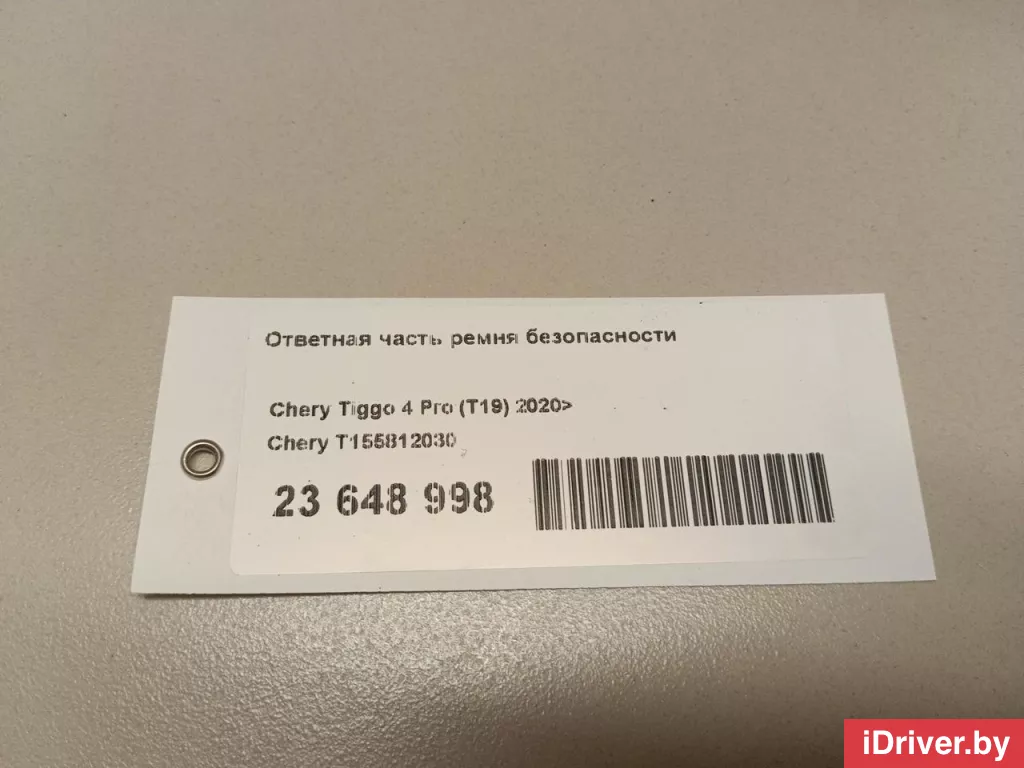 Ответная часть ремня безопасности
Chery Tiggo 4 Pro (T19) 2020>
Chery T155812030
23 648 998
iDriver.by